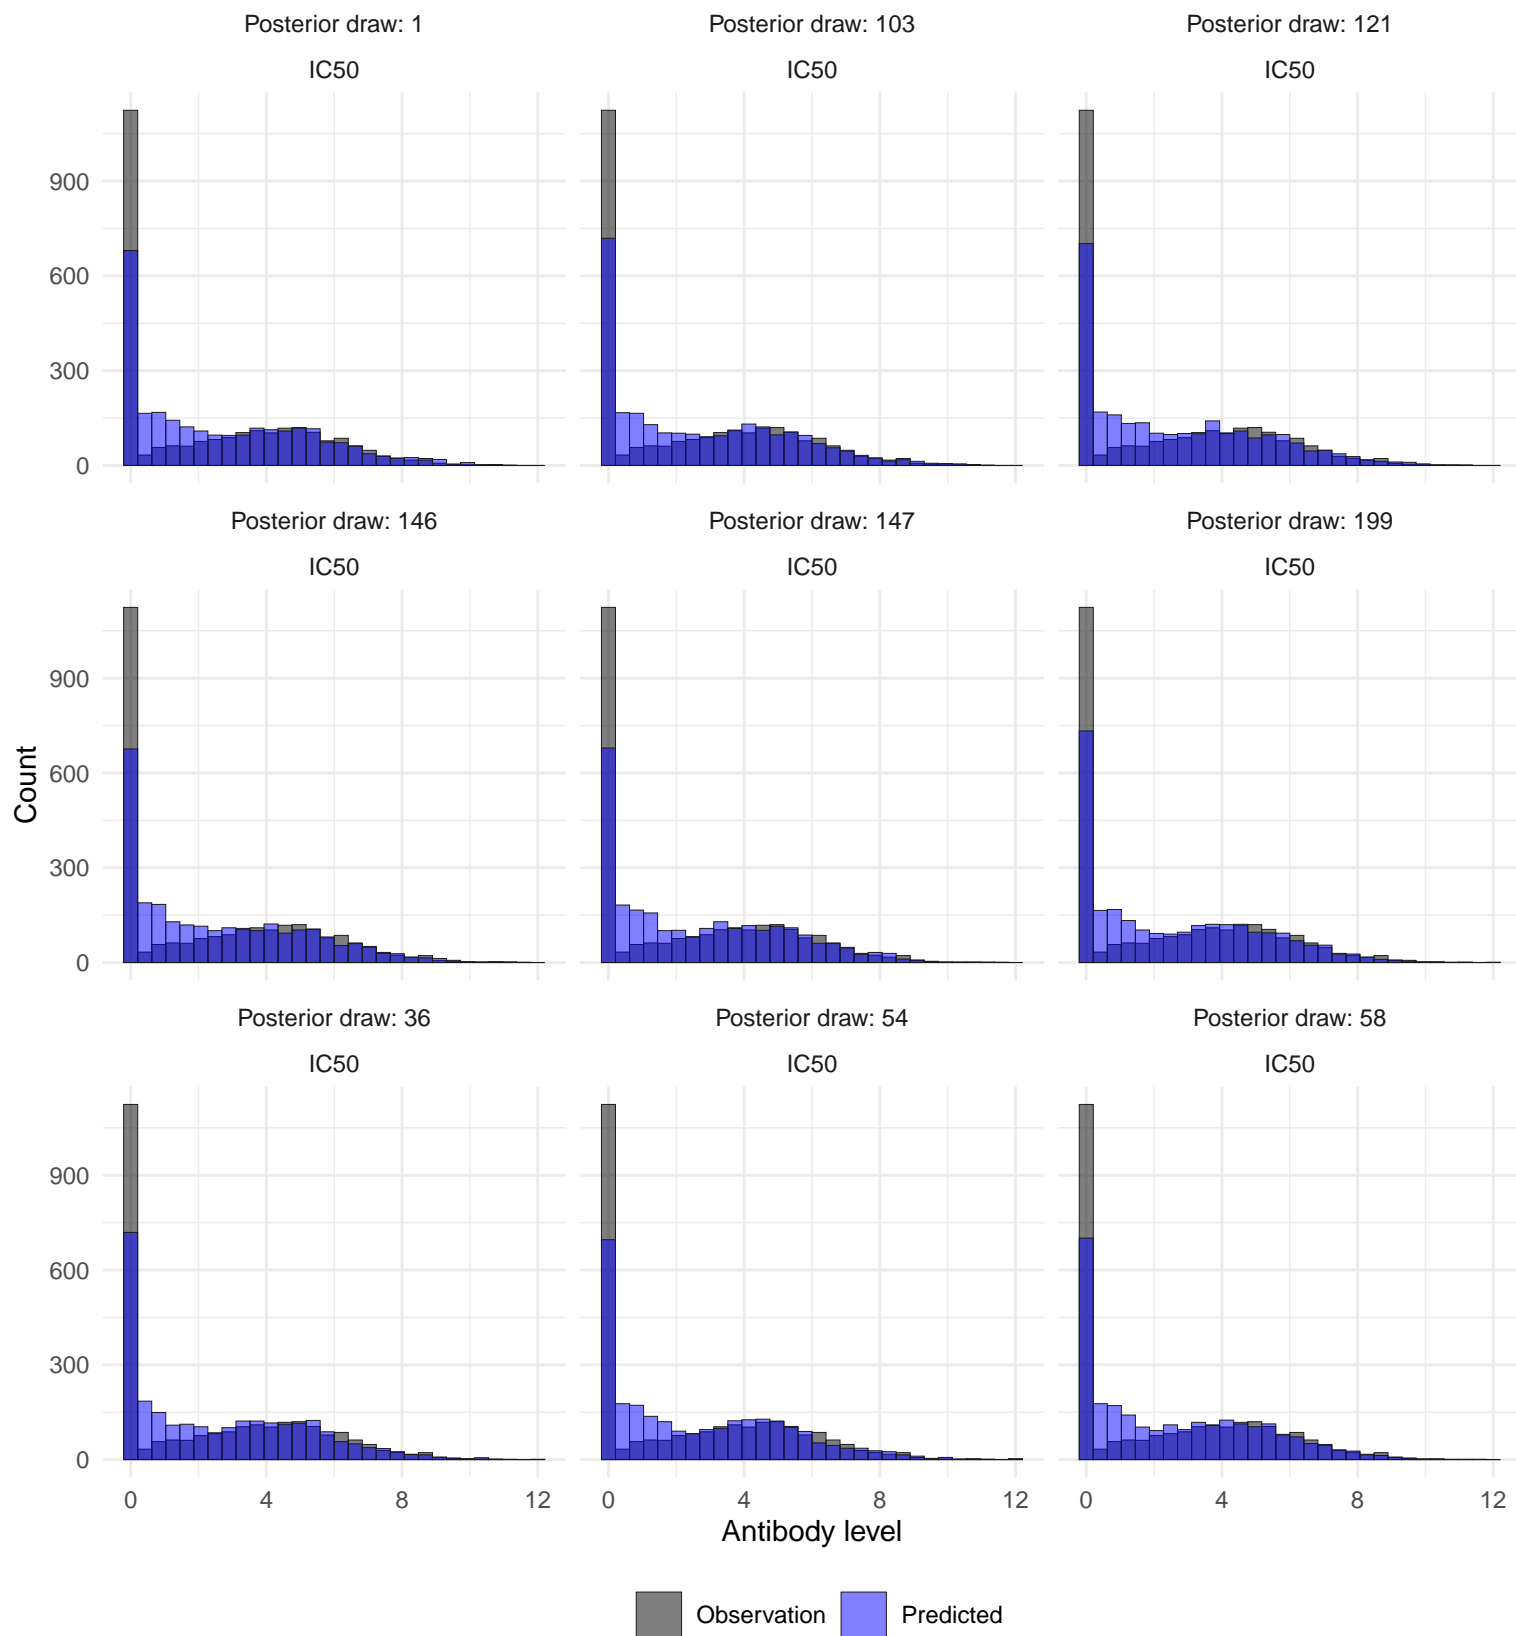 Posterior draw: 1
Posterior draw: 103
Posterior draw: 121
IC50
IC50
IC50
900
600
300
0
Posterior draw: 146
Posterior draw: 147
Posterior draw: 199
IC50
IC50
IC50
900
600
300
0
Count
Posterior draw: 36
Posterior draw: 54
Posterior draw: 58
IC50
IC50
IC50
900
600
300
0
0 4 8 12
0 4 8 12
0 4 8 12
Antibody level
Observation
Predicted